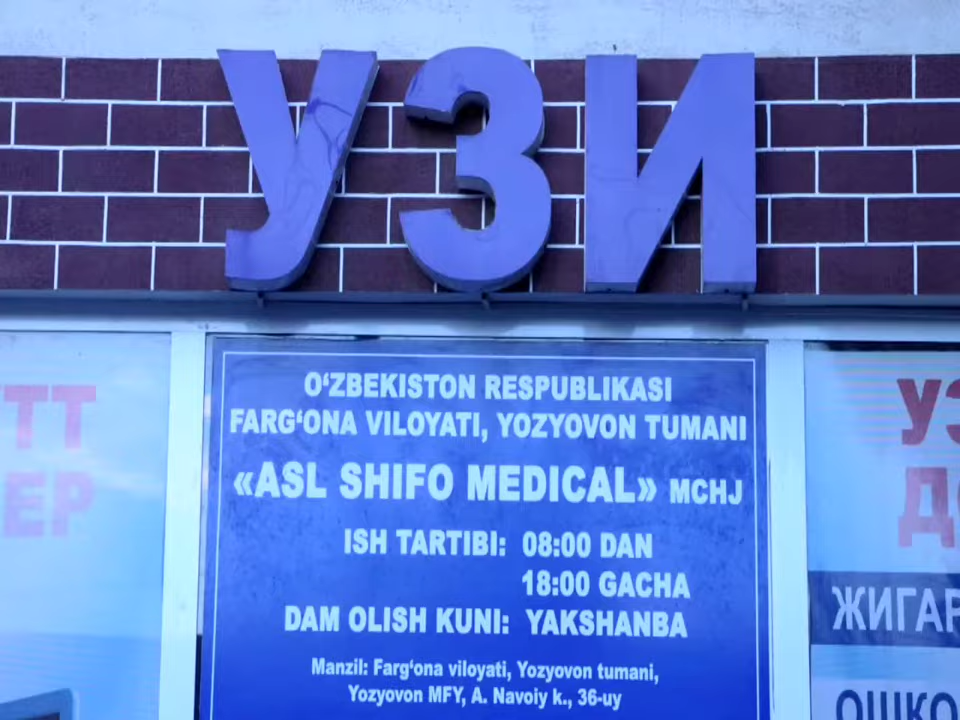 УЗИ
O‘ZBEKISTON RESPUBLIKASI
FARG‘ONA VILOYATI, YOZYOVON TUMANI
«ASL SHIFO MEDICAL» MCHJ
ISH TARTIBI: 08:00 DAN
18:00 GACHA
DAM OLISH KUNI: YAKSHANBA
Manzil: Farg‘ona viloyati, Yozyovon tumani,
Yozyovon MFY, A. Navoiy k., 36-uy